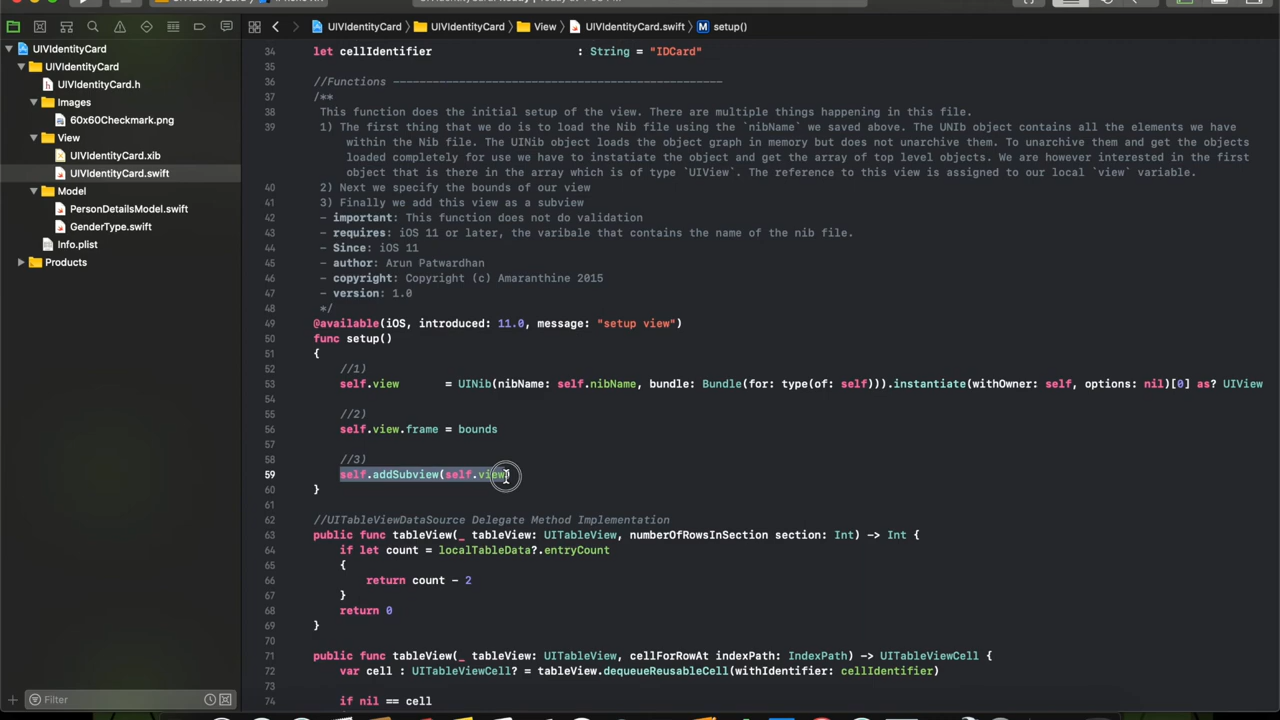 UIVIdentityCard
UIVIdentityCard
View
UIVIdentityCard.swift
M
setup()
UIVIdentityCard
UIVIdentityCard
UIVIdentityCard.h
Images
60x60Checkmark.png
View
UIVIdentityCard.xib
UIVIdentityCard.swift
Model
PersonDetailsModel.swift
GenderType.swift
Info.plist
Products
Filter
34 let cellIdentifier : String = "IDCard"
35
36 //Functions --------------------------------------------------
37 /**
38 This function does the initial setup of the view. There are multiple things happening in this file.
39 1) The first thing that we do is to load the Nib file using the `nibName` we saved above. The UNIb object contains all the elements we have
within the Nib file. The UINib object loads the object graph in memory but does not unarchive them. To unarchive them and get the objects
loaded completely for use we have to instatiate the object and get the array of top level objects. We are however interested in the first
object that is there in the array which is of type `UIView`. The reference to this view is assigned to our local `view` variable.
40 2) Next we specify the bounds of our view
41 3) Finally we add this view as a subview
42 - important: This function does not do validation
43 - requires: iOS 11 or later, the varibale that contains the name of the nib file.
44 - Since: iOS 11
45 - author: Arun Patwardhan
46 - copyright: Copyright (c) Amaranthine 2015
47 - version: 1.0
48 */
49 @available(iOS, introduced: 11.0, message: "setup view")
50 func setup()
51 {
52 //1)
53 self.view = UINib(nibName: self.nibName, bundle: Bundle(for: type(of: self))).instantiate(withOwner: self, options: nil)[0] as? UIView
54
55 //2)
56 self.view.frame = bounds
57
58 //3)
59 self.addSubview(self.view)
60 }
61
62 //UITableViewDataSource Delegate Method Implementation
63 public func tableView(_ tableView: UITableView, numberOfRowsInSection section: Int) -> Int {
64 if let count = localTableData?.entryCount
65 {
66 return count - 2
67 }
68 return 0
69 }
70
71 public func tableView(_ tableView: UITableView, cellForRowAt indexPath: IndexPath) -> UITableViewCell {
72 var cell : UITableViewCell? = tableView.dequeueReusableCell(withIdentifier: cellIdentifier)
73
74 if nil == cell